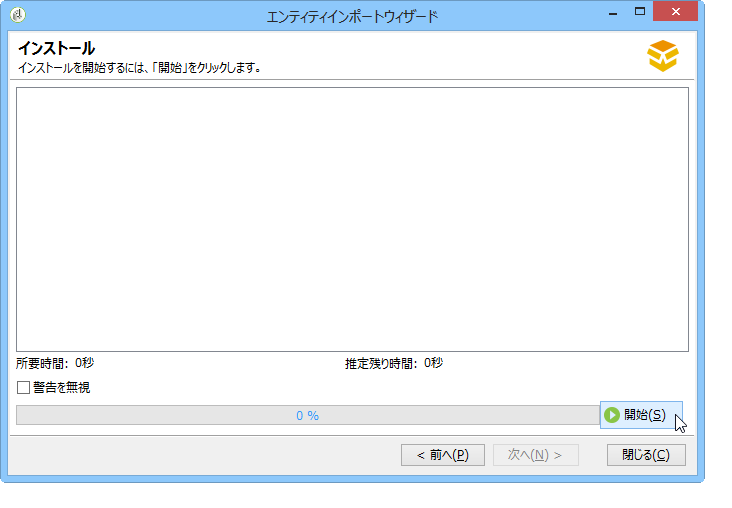 エンティティインポートウィザード
インストール
インストールを開始するには、「開始」をクリックします。
所要時間: 0秒 推定残り時間: 0秒
警告を無視
0 % 開始(S)
< 前へ(P) 次へ(N) > 閉じる(C)